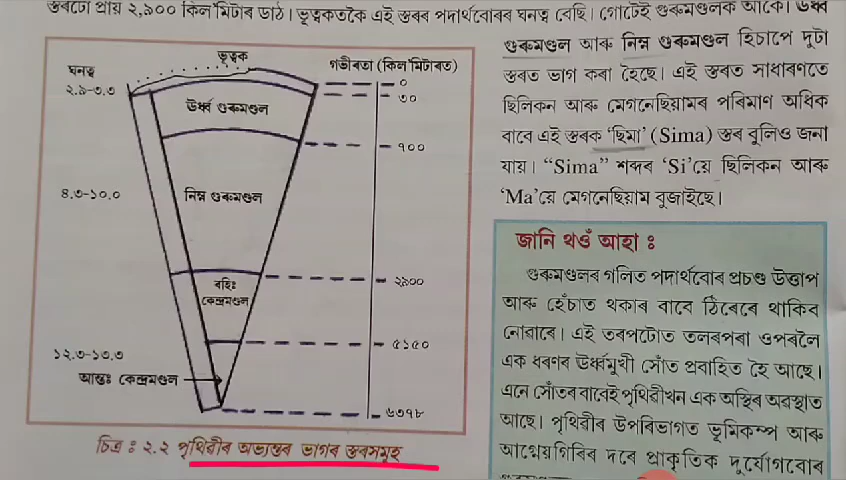 স্তৰটো প্ৰায় ২,৯০০ কিল'মিটাৰ ডাঠ। ভূত্বকতকৈ এই স্তৰৰ পদাৰ্থবোৰৰ ঘনত্ব বেছি। গোটেই গুৰুমণ্ডলক আকৌ ঊৰ্ধ্ব
গুৰুমণ্ডল আৰু নিম্ন গুৰুমণ্ডল হিচাপে দুটা
স্তৰত ভাগ কৰা হৈছে। এই স্তৰত সাধাৰণতে
ছিলিকন আৰু মেগনেছিয়ামৰ পৰিমাণ অধিক
বাবে এই স্তৰক 'ছিমা' (Sima) স্তৰ বুলিও জনা
যায়। "Sima" শব্দৰ 'Si'য়ে ছিলিকন আৰু
'Ma'য়ে মেগনেছিয়াম বুজাইছে।
ভূত্বক
ঘনত্ব
গভীৰতা (কিল'মিটাৰত)
২.৯-৩.৩
০
৩০
ঊৰ্ধ্ব গুৰুমণ্ডল
১০০
৪.৩-১০.০
নিম্ন গুৰুমণ্ডল
২৯০০
বহিঃ
কেন্দ্ৰমণ্ডল
৫১৫০
১২.৩-১৩.৩
আন্তঃ কেন্দ্ৰমণ্ডল
৬৩৭৮
চিত্ৰ : ২.২ পৃথিৱীৰ অভ্যন্তৰ ভাগৰ স্তৰসমূহ
জানি থওঁ আহা :
গুৰুমণ্ডলৰ গলিত পদাৰ্থবোৰ প্ৰচণ্ড উত্তাপ
আৰু হেঁচাত থকাৰ বাবে ঠিৰেৰে থাকিব
নোৱাৰে। এই তৰপটোত তলৰপৰা ওপৰলৈ
এক ধৰণৰ ঊৰ্ধ্বমুখী সোঁত প্ৰবাহিত হৈ আছে।
এনে সোঁতৰ বাবেই পৃথিৱীখন এক অস্থিৰ অৱস্থাত
আছে। পৃথিৱীৰ উপৰিভাগত ভূমিকম্প আৰু
আগ্নেয়গিৰিৰ দৰে প্ৰাকৃতিক দুৰ্যোগবোৰ